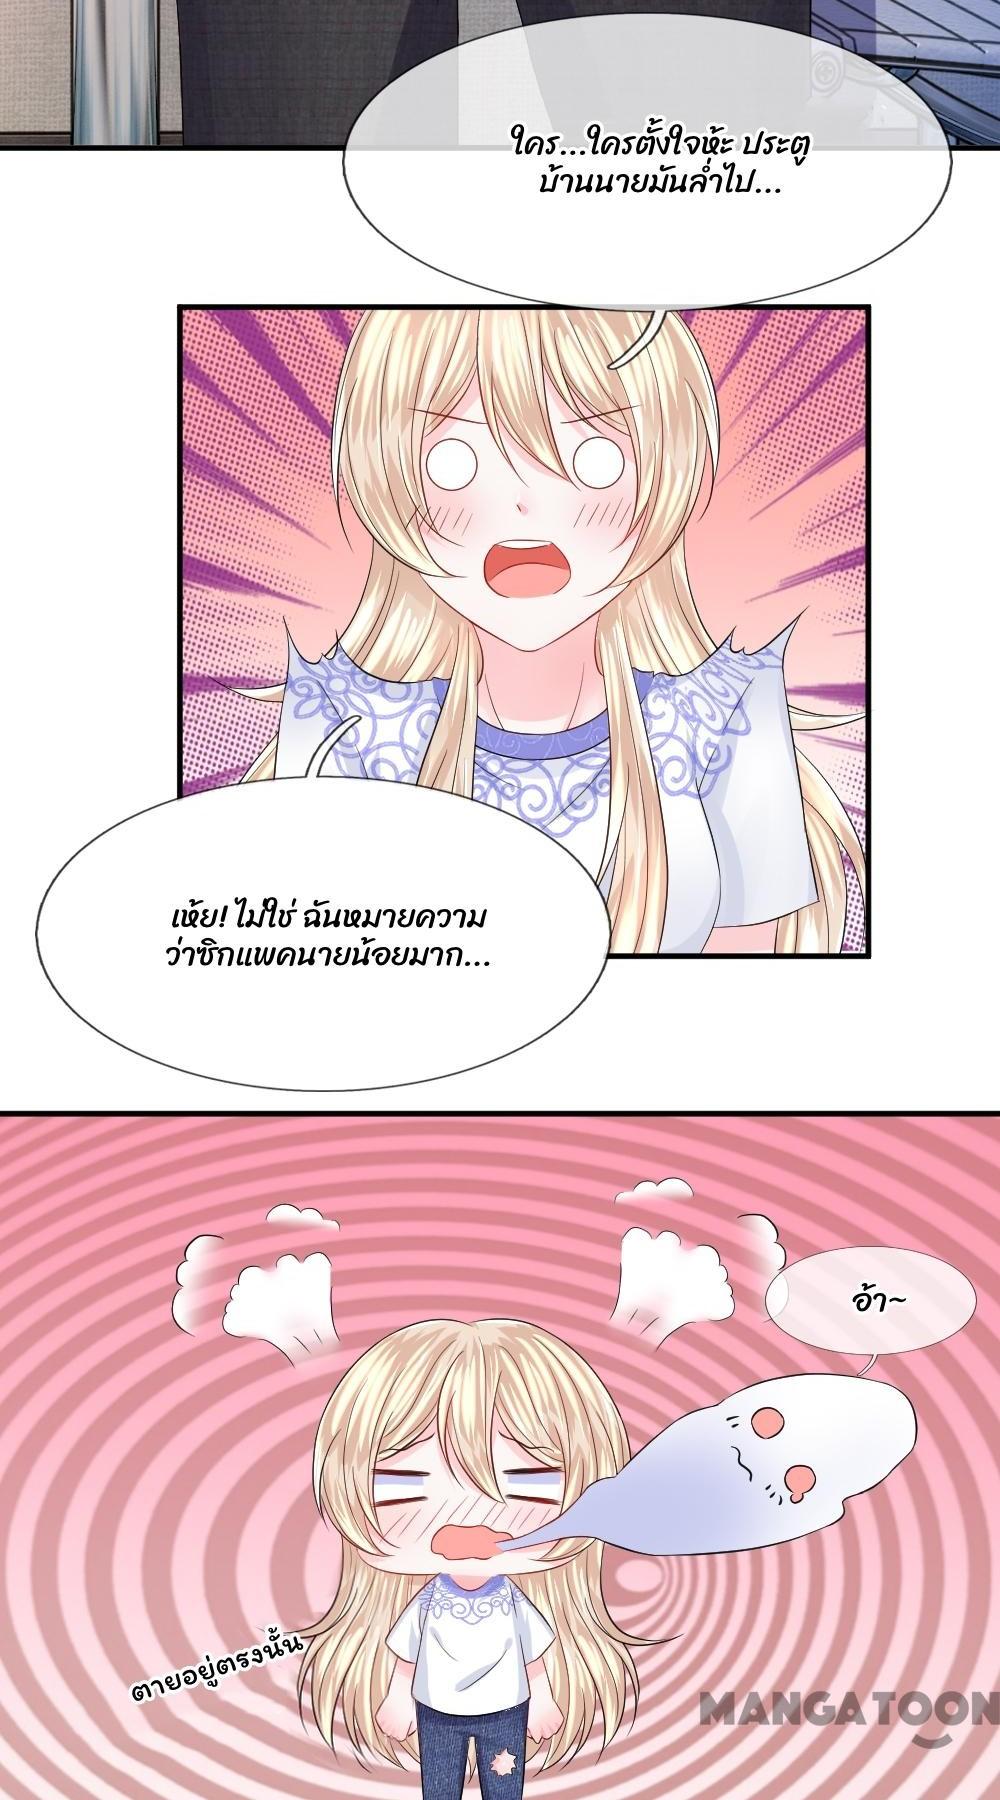 ใคร...ใครตั้งใจห้ะ ประตู
บ้านนายมันล่ำไป...
เห้ย! ไม่ใช่ ฉันหมายความ
ว่าซิกแพคนายน้อยมาก...
อ้า~
ตายอยู่ตรงนั้น
MANGATOON